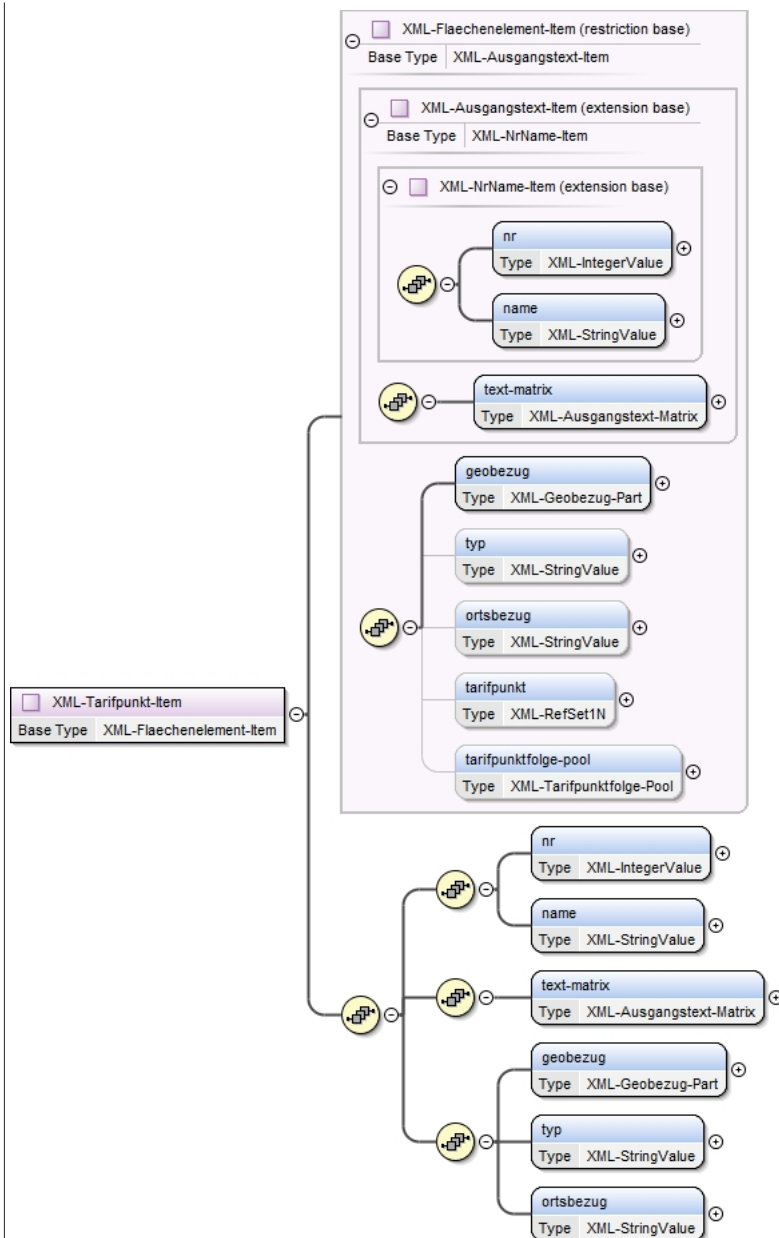 XML-Flaechenelement-Item (restriction base)
Base Type XML-Ausgangstext-Item
XML-Ausgangstext-Item (extension base)
Base Type XML-NrName-Item
XML-NrName-Item (extension base)
nr
Type XML-IntegerValue
name
Type XML-StringValue
text-matrix
Type XML-Ausgangstext-Matrix
geobezug
Type XML-Geobezug-Part
typ
Type XML-StringValue
ortsbezug
Type XML-StringValue
tarifpunkt
Type XML-RefSet1N
tarifpunktfolge-pool
Type XML-Tarifpunktfolge-Pool
XML-Tarifpunkt-Item
Base Type XML-Flaechenelement-Item
nr
Type XML-IntegerValue
name
Type XML-StringValue
text-matrix
Type XML-Ausgangstext-Matrix
geobezug
Type XML-Geobezug-Part
typ
Type XML-StringValue
ortsbezug
Type XML-StringValue